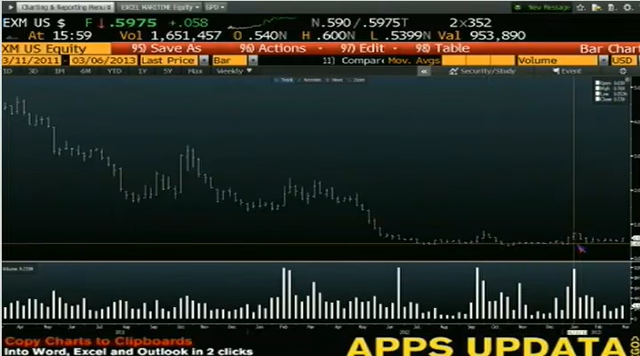 Charting & Reporting Menu
EXCEL MARITIME Equity
GPO
New Message
EXM US $ F .5975 +.058 N.590/.5975T 2x352
At 15:59 Vol 1,651,457 O .540N H .600N L .5399N Val 953,890
XM US Equity 95) Save As 96) Actions 97) Edit 98) Table Bar Chart
3/11/2011 03/06/2013 Last Price Bar 11) Compare Mov. Avgs Volume USD
1D 3D 1M 6M YTD 1Y 5Y Max Weekly Security/Study Event
Copy Charts to Clipboards
Into Word, Excel and Outlook in 2 clicks
APPS UPDATA